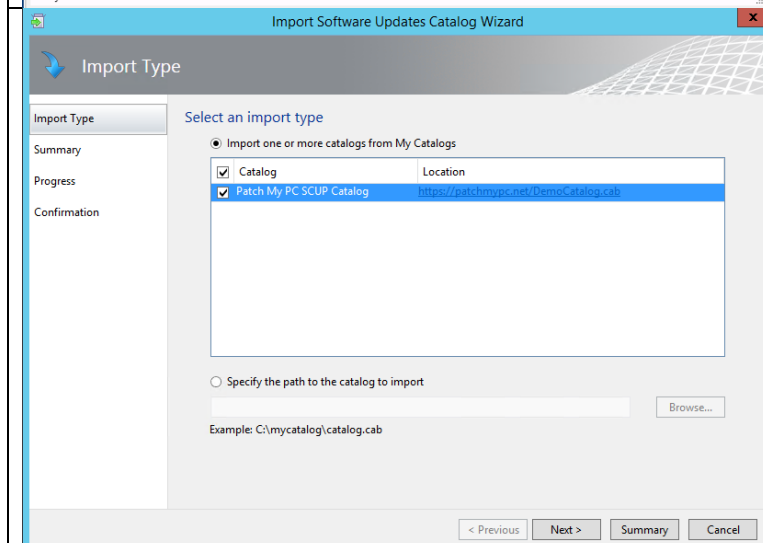 Import Software Updates Catalog Wizard
x
Import Type
Import Type
Summary
Progress
Confirmation
Select an import type
Import one or more catalogs from My Catalogs
Catalog Location
Patch My PC SCUP Catalog https://patchmypc.net/DemoCatalog.cab
Specify the path to the catalog to import
Browse...
Example: C:\mycatalog\catalog.cab
< Previous Next > Summary Cancel